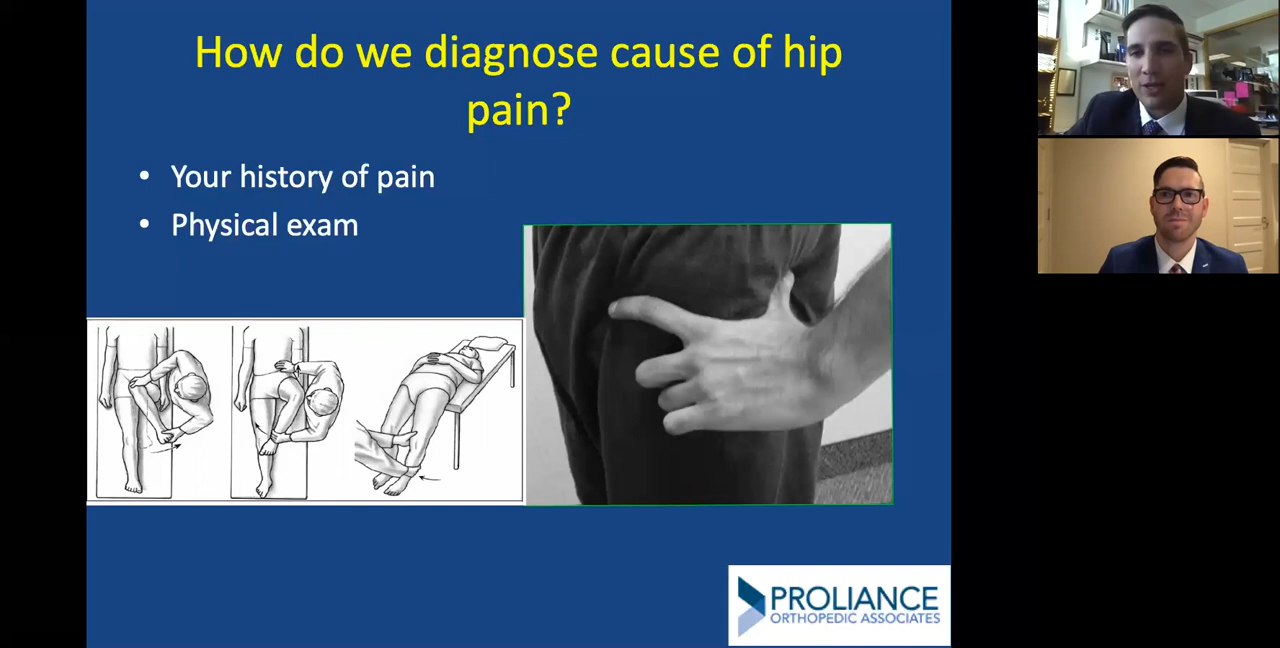 How do we diagnose cause of hip
pain?
• Your history of pain
• Physical exam
PROLIANCE
ORTHOPEDIC ASSOCIATES